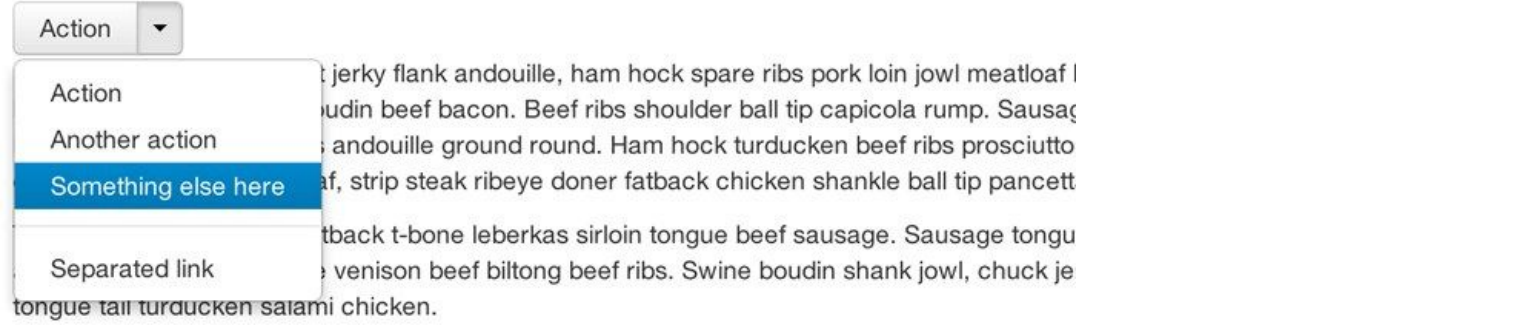 Action
Action
Another action
Something else here
Separated link
jerky flank andouille, ham hock spare ribs pork loin jowl meatloaf
beef bacon. Beef ribs shoulder ball tip capicola rump.
andouille ground round. Ham hock turducken beef ribs prosciutto
strip steak ribeye doner fatback chicken shankle ball tip
t-bone leberkas sirloin tongue beef sausage. Sausage
venison beef biltong beef ribs. Swine boudin shank jowl, chuck
tongue tail turducken salami chicken.